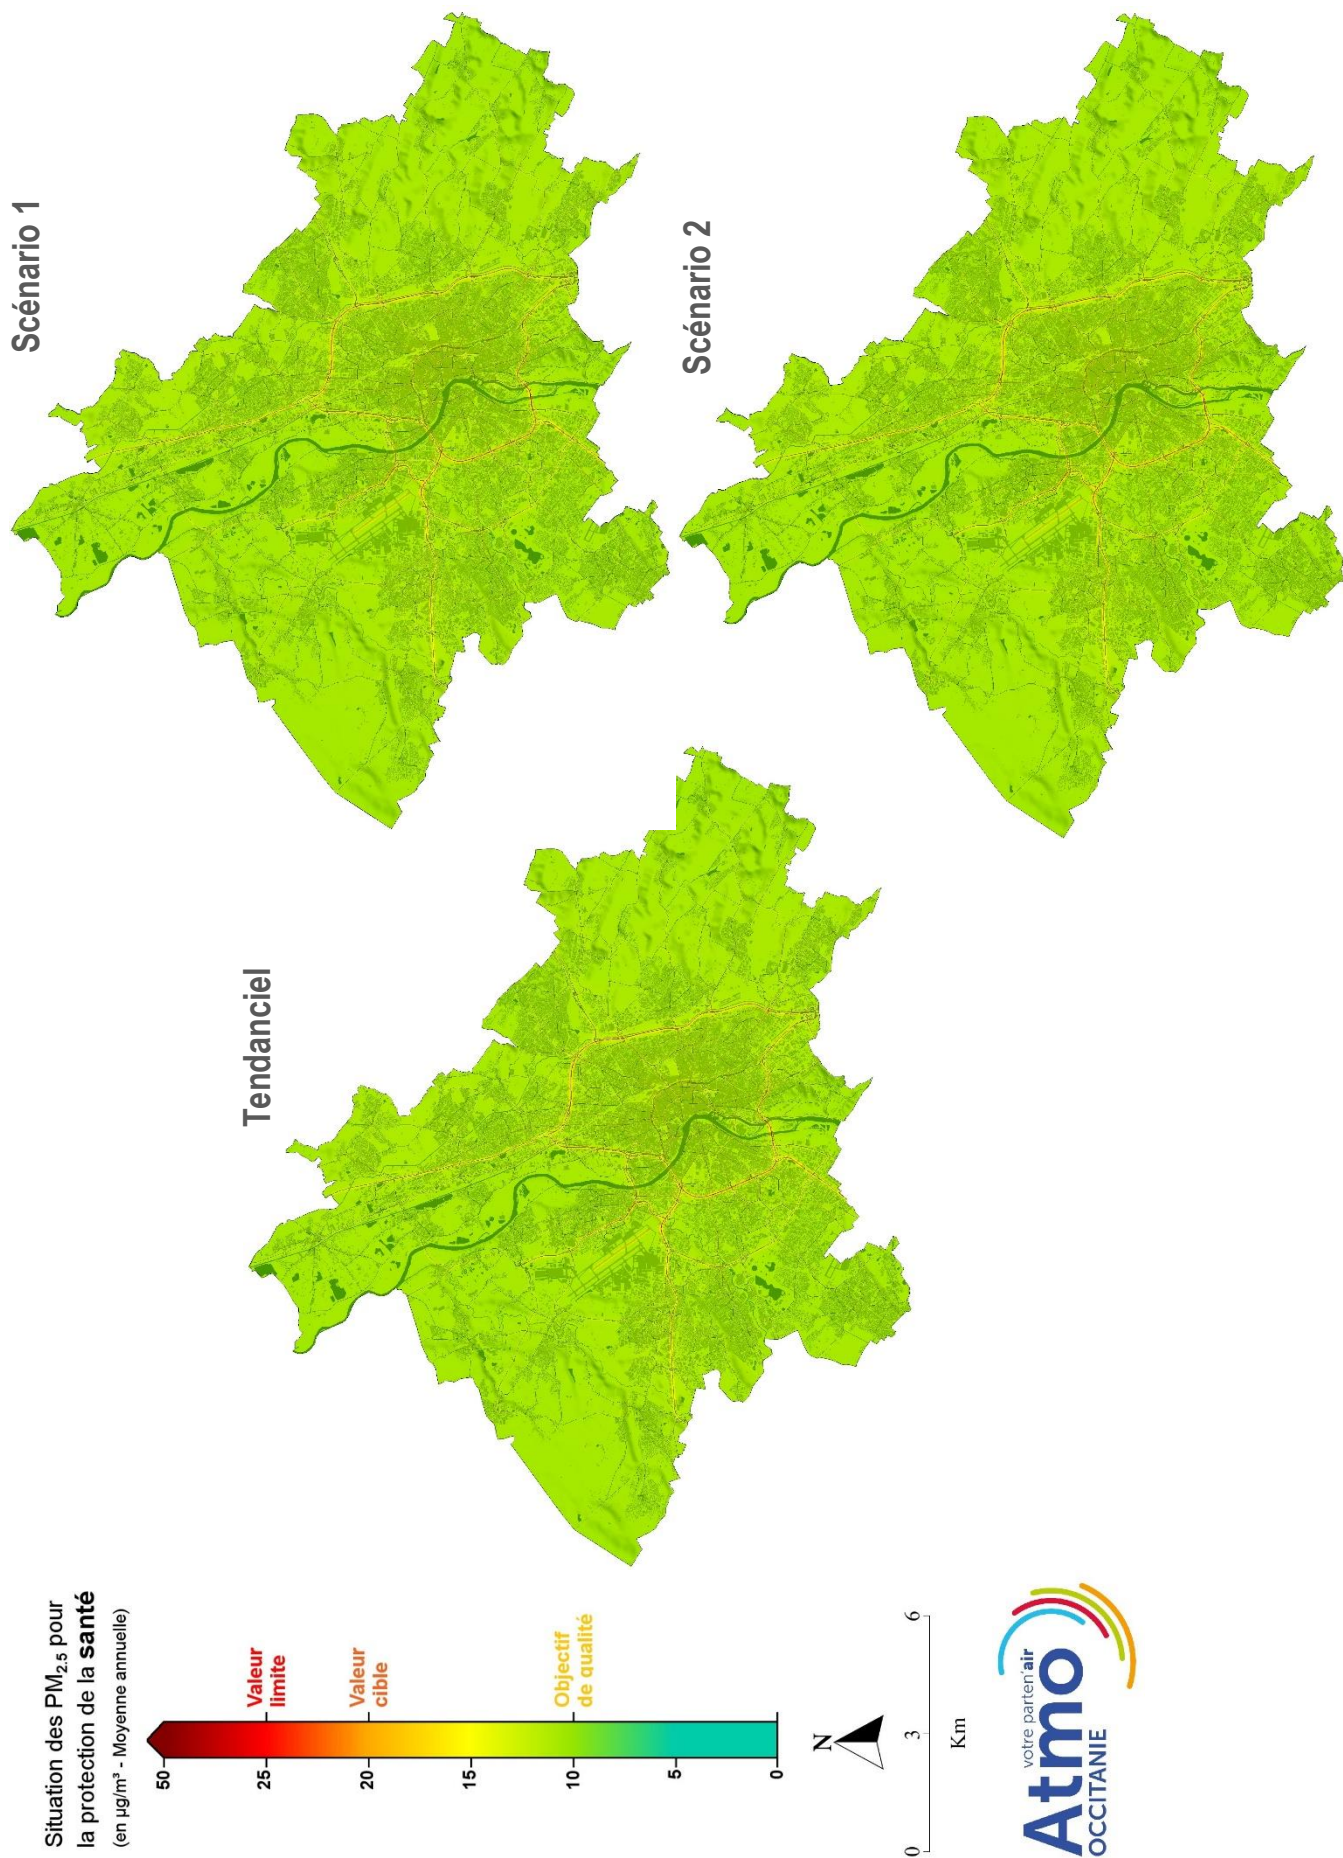 Situation des PM2.5 pour
la protection de la santé
(en µg/m³ - Moyenne annuelle)
50
25
20
15
10
5
0
Valeur
limite
Valeur
cible
Objectif
de qualité
N
0 3 6
Km
votre parten'air
Atmo
OCCITANIE
Tendanciel
Scénario 1
Scénario 2